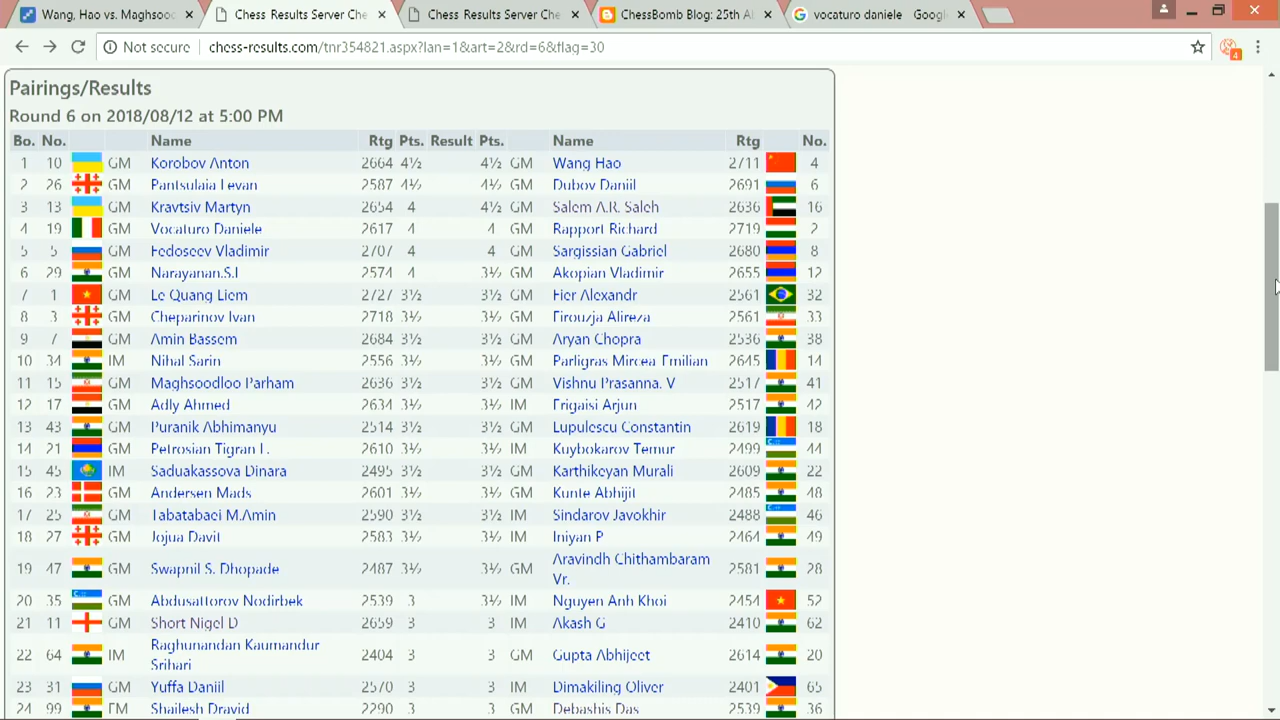 Wang, Hao vs. Maghsood
Chess Results Server Che
Chess Results Server Che
ChessBomb Blog: 25th A
vocaturo daniele - Googl
Not secure chess-results.com/tnr354821.aspx?lan=1&art=2&rd=6&flag=30
4
Pairings/Results
Round 6 on 2018/08/12 at 5:00 PM
Bo. No. Name Rtg Pts. Result Pts. Name Rtg No.
1 10 GM Korobov Anton 2664 4½ 4½ GM Wang Hao 2711 4
2 26 GM Pantsulaia Levan 2587 4½ 4½ GM Dubov Daniil 2691 6
3 13 GM Kravtsiv Martyn 2654 4 4½ GM Salem A.R. Saleh 2636 16
4 19 GM Vocaturo Daniele 2617 4 4 GM Rapport Richard 2719 2
5 5 GM Fedoseev Vladimir 2707 4 4 GM Sargissian Gabriel 2680 8
6 29 GM Narayanan.S.L 2574 4 3½ GM Akopian Vladimir 2655 12
7 1 GM Le Quang Liem 2727 3½ 3½ GM Fier Alexandr 2561 32
8 3 GM Cheparinov Ivan 2718 3½ 3½ GM Firouzja Alireza 2561 33
9 7 GM Amin Bassem 2684 3½ 3½ GM Aryan Chopra 2536 38
10 34 IM Nihal Sarin 2556 3½ 3½ GM Parligras Mircea-Emilian 2645 14
11 15 GM Maghsoodloo Parham 2636 3½ 3½ GM Vishnu Prasanna. V 2517 41
12 17 GM Adly Ahmed 2634 3½ 3½ IM Erigaisi Arjun 2517 42
13 43 GM Puranik Abhimanyu 2514 3½ 3½ GM Lupulescu Constantin 2619 18
14 21 GM Petrosian Tigran L. 2610 3½ 3½ IM Kuybokarov Temur 2499 44
15 45 IM Saduakassova Dinara 2495 3½ 3½ GM Karthikeyan Murali 2609 22
16 23 GM Andersen Mads 2601 3½ 3½ GM Kunte Abhijit 2485 48
17 25 GM Tabatabaei M.Amin 2590 3½ 3½ IM Sindarov Javokhir 2488 46
18 27 GM Jojua Davit 2583 3½ 3½ IM Iniyan P 2464 49
19 47 GM Swapnil S. Dhopade 2487 3½ 3½ GM Aravindh Chithambaram
Vr. 2581 28
20 35 GM Abdusattorov Nodirbek 2539 3 3½ IM Nguyen Anh Khoi 2454 52
21 11 GM Short Nigel D 2659 3 3 IM Akash G 2410 62
22 64 IM Raghunandan Kaumandur
Srihari 2404 3 3 GM Gupta Abhijeet 2614 20
23 31 GM Yuffa Daniil 2570 3 3 IM Dimakiling Oliver 2401 65
24 99 FM Shailesh Dravid 2290 3 3 GM Debashis Das 2539 36